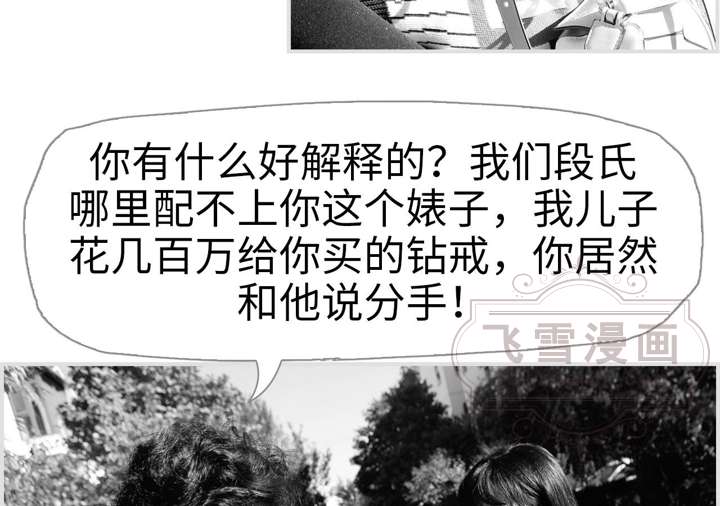 你有什么好解释的？我们段氏
哪里配不上你这个婊子，我儿子
花几百万给你买的钻戒，你居然
和他说分手！
飞雪漫画